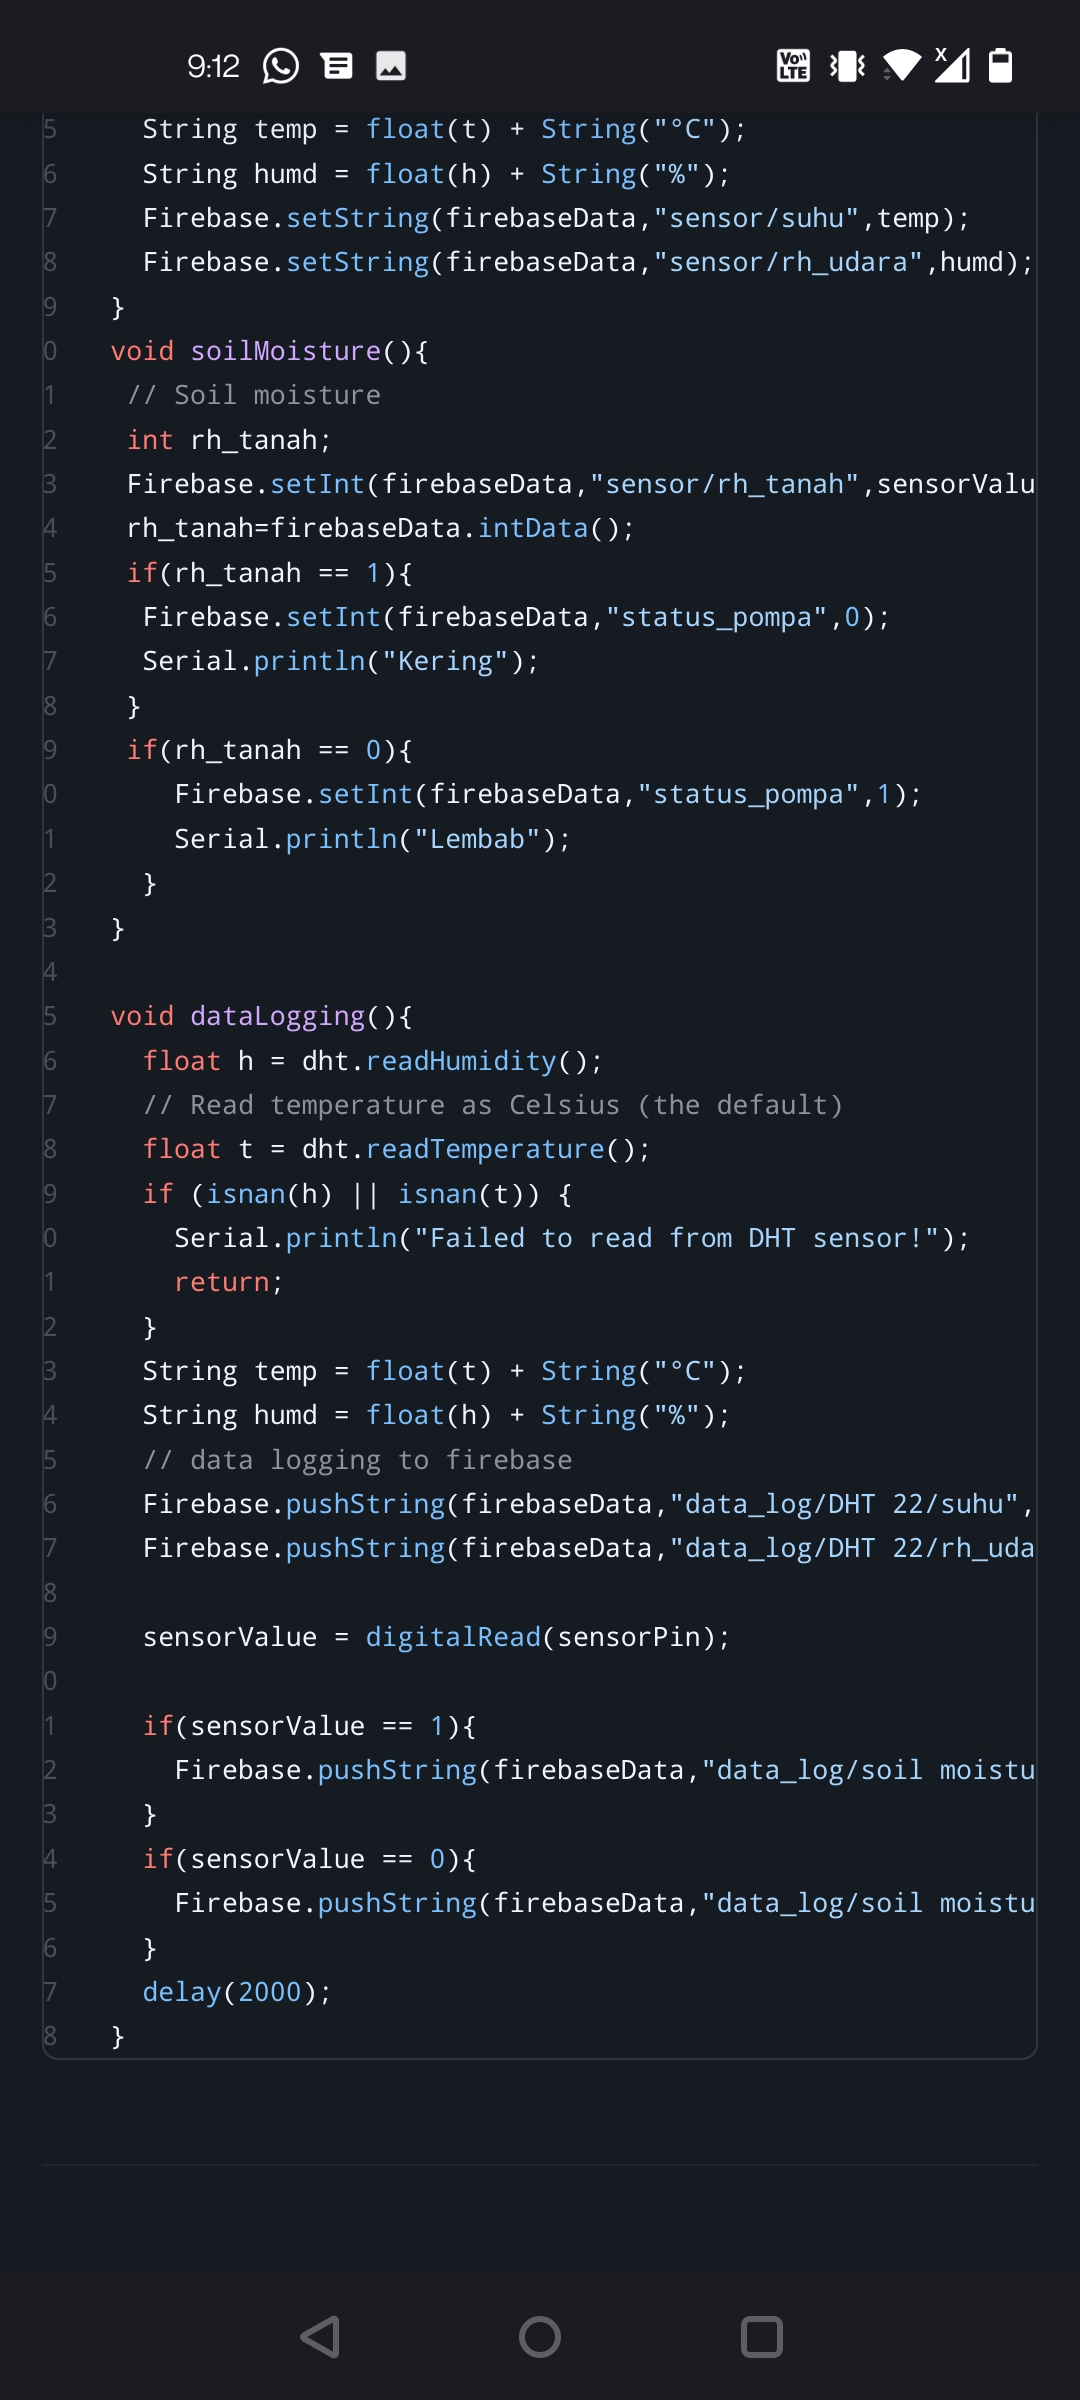 9:12 Vo)) LTE X
5 String temp = float(t) + String("°C");
6 String humd = float(h) + String("%");
7 Firebase.setString(firebaseData,"sensor/suhu",temp);
8 Firebase.setString(firebaseData,"sensor/rh_udara",humd);
9 }
0 void soilMoisture(){
1 // Soil moisture
2 int rh_tanah;
3 Firebase.setInt(firebaseData,"sensor/rh_tanah",sensorValu
4 rh_tanah=firebaseData.intData();
5 if(rh_tanah == 1){
6 Firebase.setInt(firebaseData,"status_pompa",0);
7 Serial.println("Kering");
8 }
9 if(rh_tanah == 0){
0 Firebase.setInt(firebaseData,"status_pompa",1);
1 Serial.println("Lembab");
2 }
3 }
4
5 void dataLogging(){
6 float h = dht.readHumidity();
7 // Read temperature as Celsius (the default)
8 float t = dht.readTemperature();
9 if (isnan(h) || isnan(t)) {
0 Serial.println("Failed to read from DHT sensor!");
1 return;
2 }
3 String temp = float(t) + String("°C");
4 String humd = float(h) + String("%");
5 // data logging to firebase
6 Firebase.pushString(firebaseData,"data_log/DHT 22/suhu",
7 Firebase.pushString(firebaseData,"data_log/DHT 22/rh_uda
8
9 sensorValue = digitalRead(sensorPin);
0
1 if(sensorValue == 1){
2 Firebase.pushString(firebaseData,"data_log/soil moistu
3 }
4 if(sensorValue == 0){
5 Firebase.pushString(firebaseData,"data_log/soil moistu
6 }
7 delay(2000);
8 }